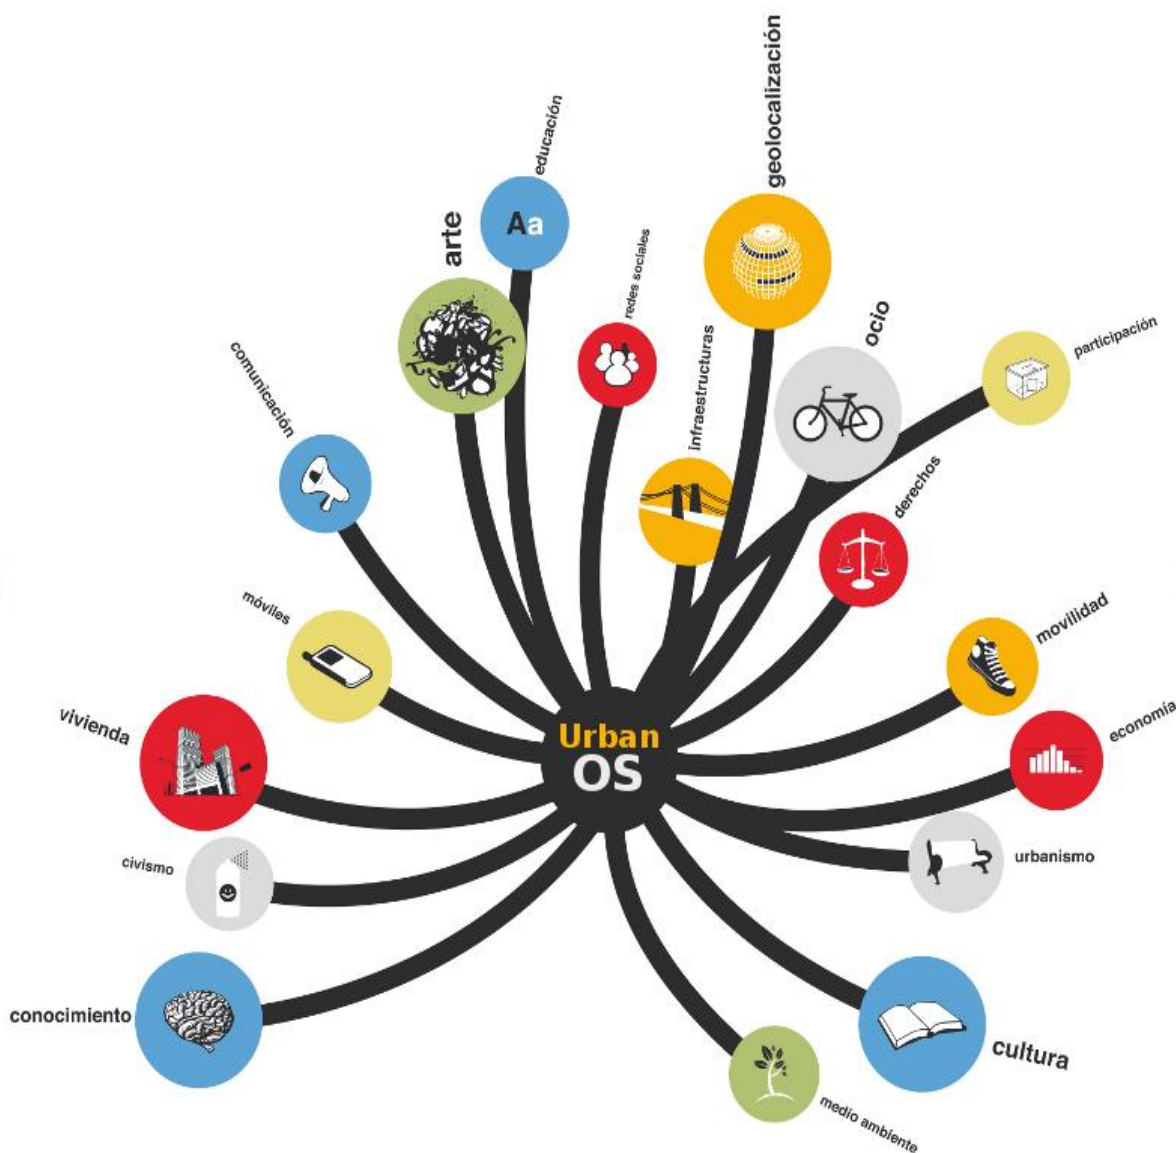 geolocalización
educación
arte
Aa
redes sociales
ocio
infraestructuras
participación
comunicación
derechos
móviles
movilidad
vivienda
economía
Urban
OS
civismo
urbanismo
conocimiento
cultura
medio ambiente